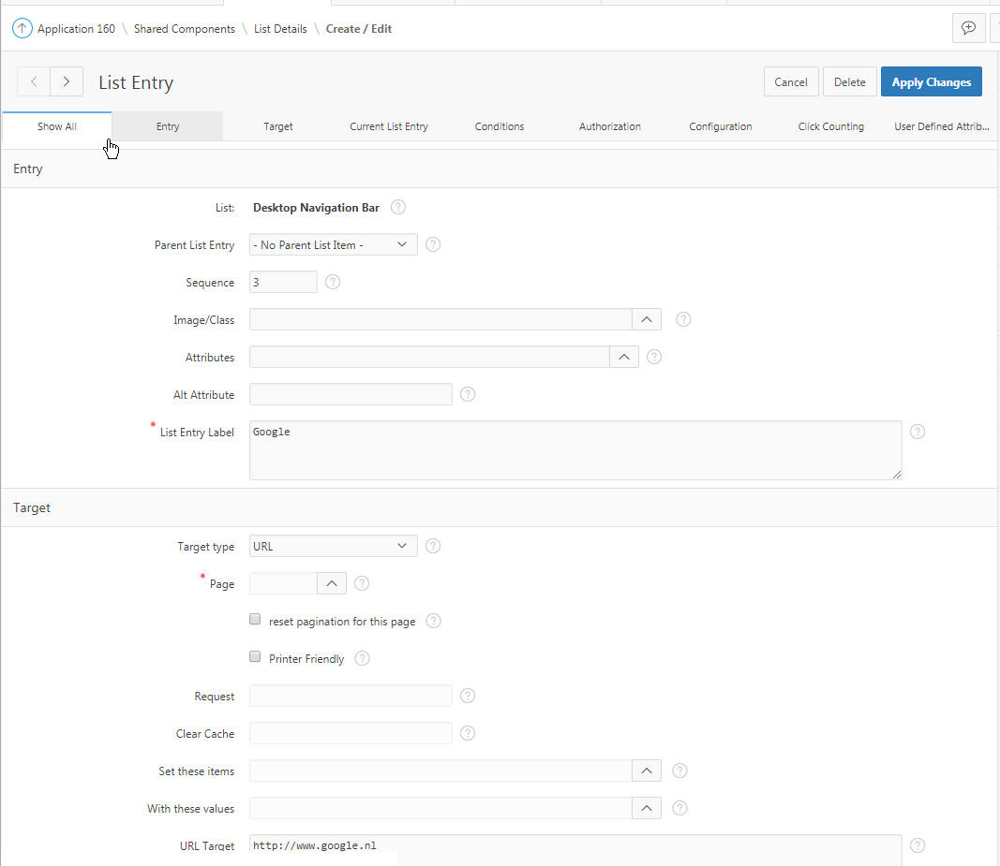 Application 160 \ Shared Components \ List Details \ Create / Edit
List Entry
Cancel Delete Apply Changes
Show All Entry Target Current List Entry Conditions Authorization Configuration Click Counting User Defined Attrib...
Entry
List: Desktop Navigation Bar ?
Parent List Entry - No Parent List Item - ?
Sequence 3 ?
Image/Class ?
Attributes ?
Alt Attribute ?
* List Entry Label Google ?
Target
Target type URL ?
* Page ?
reset pagination for this page ?
Printer Friendly ?
Request ?
Clear Cache ?
Set these items ?
With these values ?
URL Target http://www.google.nl ?